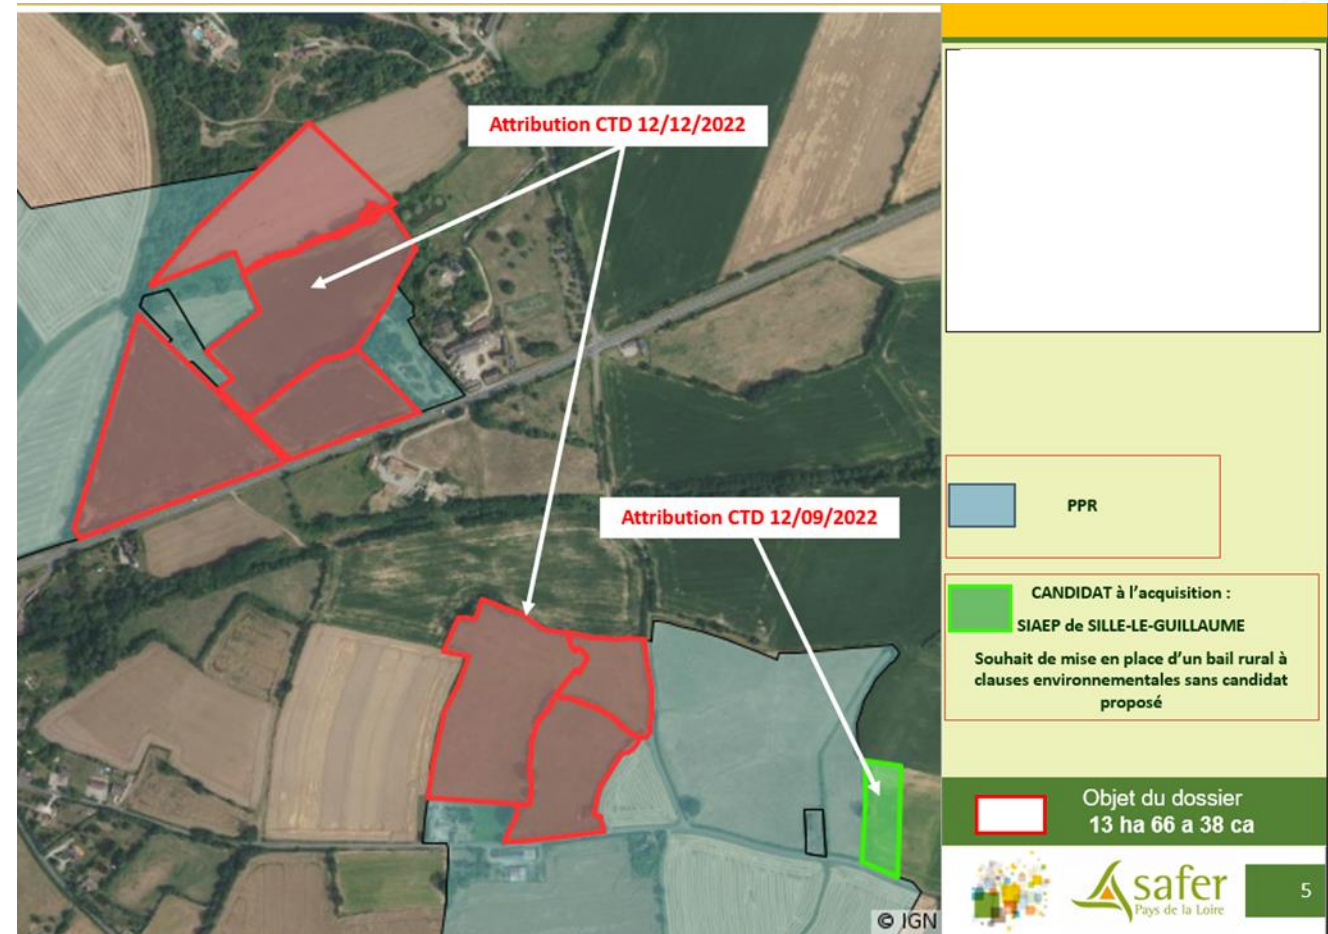 Attribution CTD 12/12/2022
Attribution CTD 12/09/2022
© IGN
PPR
CANDIDAT à l’acquisition :
SIAEP de SILLE-LE-GUILLAUME
Souhait de mise en place d’un bail rural à
clauses environnementales sans candidat
proposé
Objet du dossier
13 ha 66 a 38 ca
safer
Pays de la Loire
5